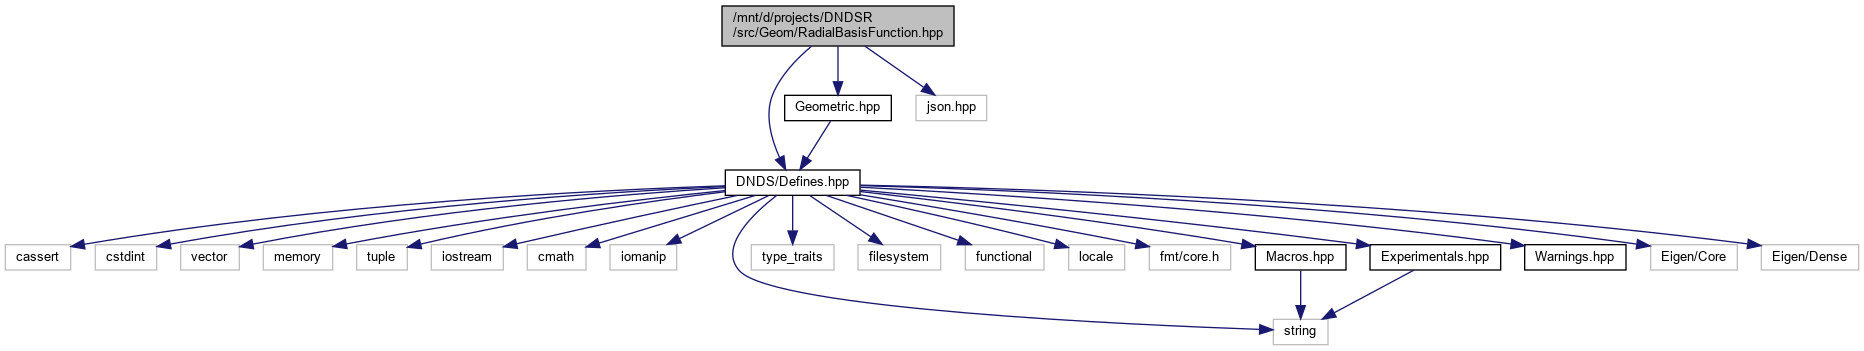 /mnt/d/projects/DNDSR
/src/Geom/RadialBasisFunction.hpp
Geometric.hpp
json.hpp
DNDS/Defines.hpp
cassert
cstdint
vector
memory
tuple
iostream
cmath
iomanip
type_traits
filesystem
functional
locale
fmt/core.h
Macros.hpp
Experimentals.hpp
Warnings.hpp
Eigen/Core
Eigen/Dense
string